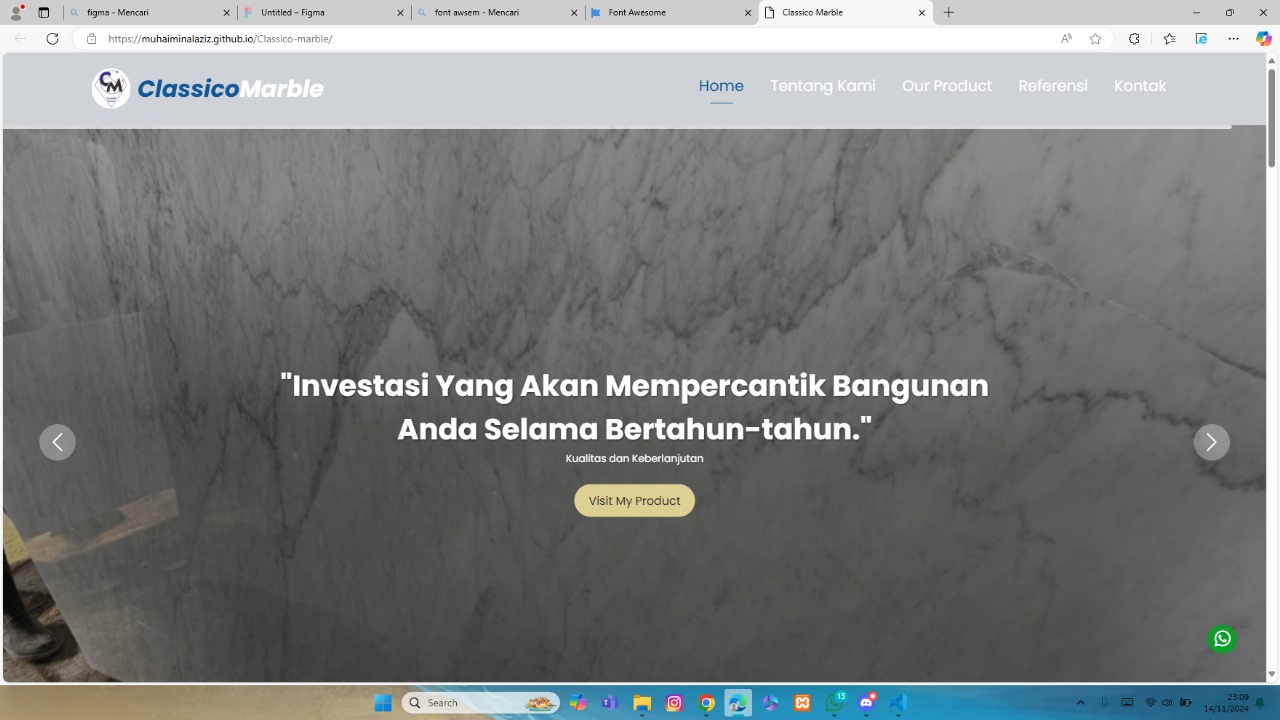 figma - Mencari
Untitled – Figma
font awsem - Mencari
Font Awesome
Classico Marble
https://muhaiminalaziz.github.io/Classico-marble/
CM
ClassicoMarble
Home
Tentang Kami
Our Product
Referensi
Kontak
"Investasi Yang Akan Mempercantik Bangunan
Anda Selama Bertahun-tahun."
Kualitas dan Keberlanjutan
Visit My Product
Search
13
23:09
14/11/2024